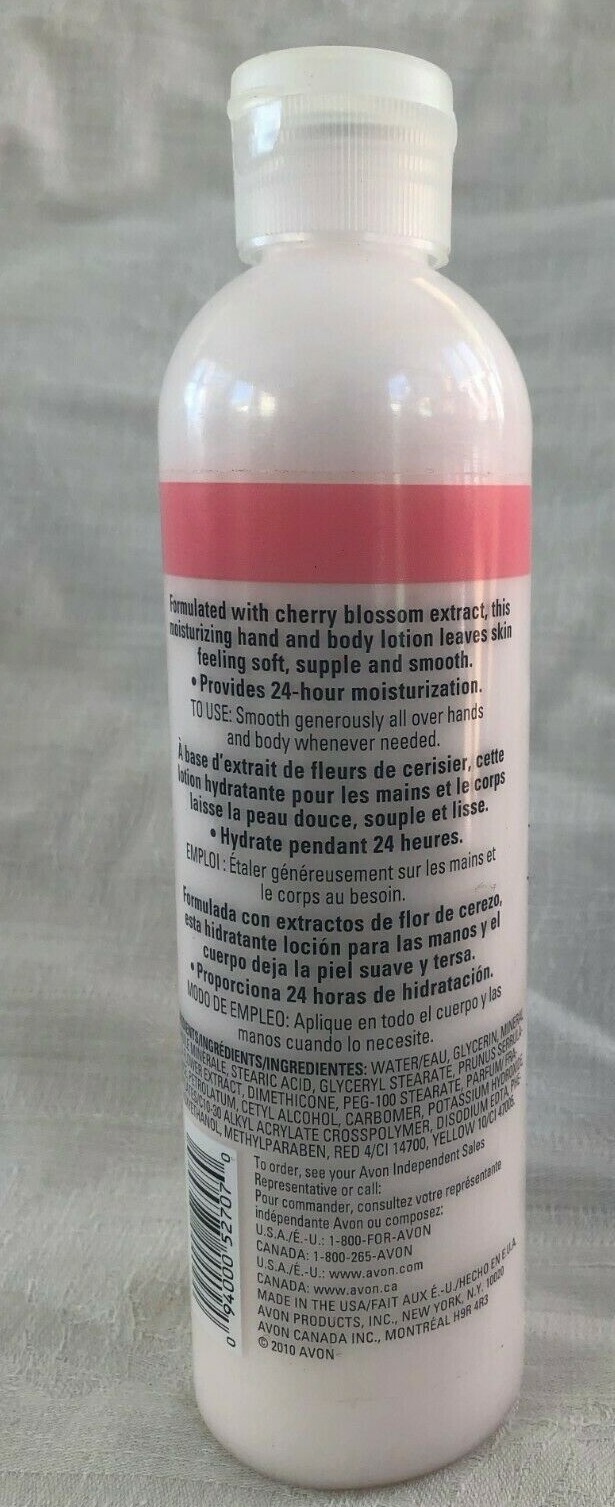 Formulated with cherry blossom extract, this
moisturizing hand and body lotion leaves skin
feeling soft, supple and smooth.
• Provides 24-hour moisturization.
TO USE: Smooth generously all over hands
and body whenever needed.
À base d'extrait de fleurs de cerisier, cette
lotion hydratante pour les mains et le corps
laisse la peau douce, souple et lisse.
• Hydrate pendant 24 heures.
EMPLOI : Étaler généreusement sur les mains et
le corps au besoin.
Formulada con extractos de flor de cerezo,
esta hidratante loción para las manos y el
cuerpo deja la piel suave y tersa.
• Proporciona 24 horas de hidratación.
MODO DE EMPLEO: Aplique en todo el cuerpo y las
manos cuando lo necesite.
/INGRÉDIENTS/INGREDIENTES: WATER/EAU, GLYCERIN, MINERAL
MINÉRALE, STEARIC ACID, GLYCERYL STEARATE, PRUNUS
EXTRACT, DIMETHICONE, PEG-100 STEARATE, PARFUM/
CETYL ALCOHOL, CARBOMER, POTASSIUM HYDROXIDE
ALKYL ACRYLATE CROSSPOLYMER, DISODIUM EDTA,
METHYLPARABEN, RED 4/CI 14700, YELLOW 10/CI 47005
To order, see your Avon Independent Sales
Representative or call:
Pour commander, consultez votre représentante
indépendante Avon ou composez:
U.S.A./É.-U.: 1-800-FOR-AVON
CANADA: 1-800-265-AVON
U.S.A./É.-U.: www.avon.com
CANADA: www.avon.ca
MADE IN THE USA/FAIT AUX É.-U./HECHO EN E.U.A.
AVON PRODUCTS, INC., NEW YORK, N.Y. 10020
AVON CANADA INC., MONTRÉAL H9R 4R3
© 2010 AVON
0 94000 52707 0